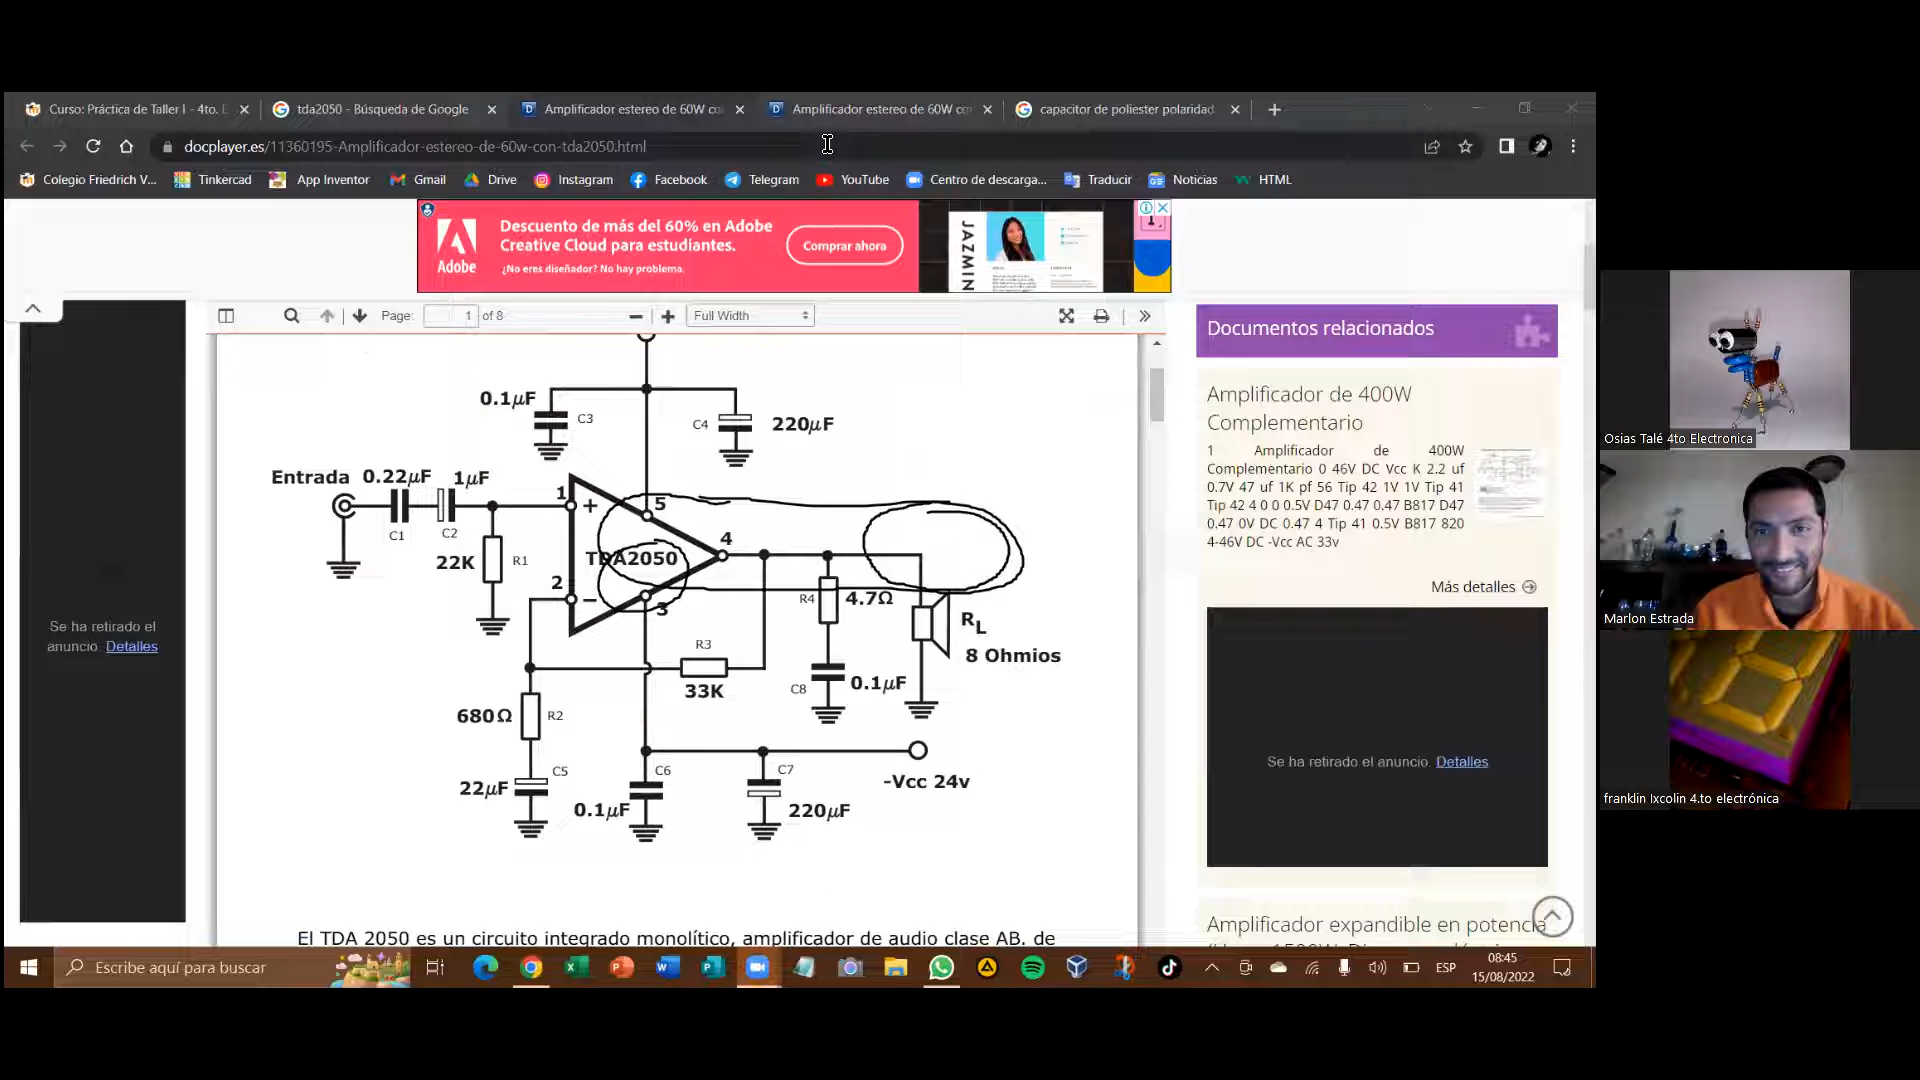 Curso: Práctica de Taller I - 4to. E
tda2050 - Búsqueda de Google
Amplificador estereo de 60W co
Amplificador estereo de 60W co
capacitor de poliester polaridad
docplayer.es/11360195-Amplificador-estereo-de-60w-con-tda2050.html
Colegio Friedrich V... Tinkercad App Inventor Gmail Drive Instagram Facebook Telegram YouTube Centro de descarga... Traducir Noticias HTML
Adobe
Descuento de más del 60% en Adobe
Creative Cloud para estudiantes.
¿No eres diseñador? No hay problema.
Comprar ahora
JAZMIN
Page: 1 of 8
Full Width
Se ha retirado el
anuncio. Detalles
0.1µF
C3
C4
220µF
Entrada
0.22µF
1µF
C1
C2
22K
R1
1
+
5
TDA2050
4
2
−
3
R4
4.7Ω
RL
8 Ohmios
R3
33K
C8
0.1µF
680Ω
R2
C5
22µF
C6
0.1µF
C7
220µF
-Vcc 24v
El TDA 2050 es un circuito integrado monolítico, amplificador de audio clase AB, de
Documentos relacionados
Amplificador de 400W
Complementario
1 Amplificador de 400W
Complementario 0 46V DC Vcc K 2.2 uf
0.7V 47 uf 1K pf 56 Tip 42 1V 1V Tip 41
Tip 42 4 0 0 0.5V D47 0.47 0.47 B817 D47
0.47 0V DC 0.47 4 Tip 41 0.5V B817 820
4-46V DC -Vcc AC 33v
Más detalles
Se ha retirado el anuncio. Detalles
Amplificador expandible en potencia
Escribe aquí para buscar
ESP
08:45
15/08/2022
Osias Talé 4to Electronica
Marlon Estrada
franklin Ixcolin 4.to electrónica